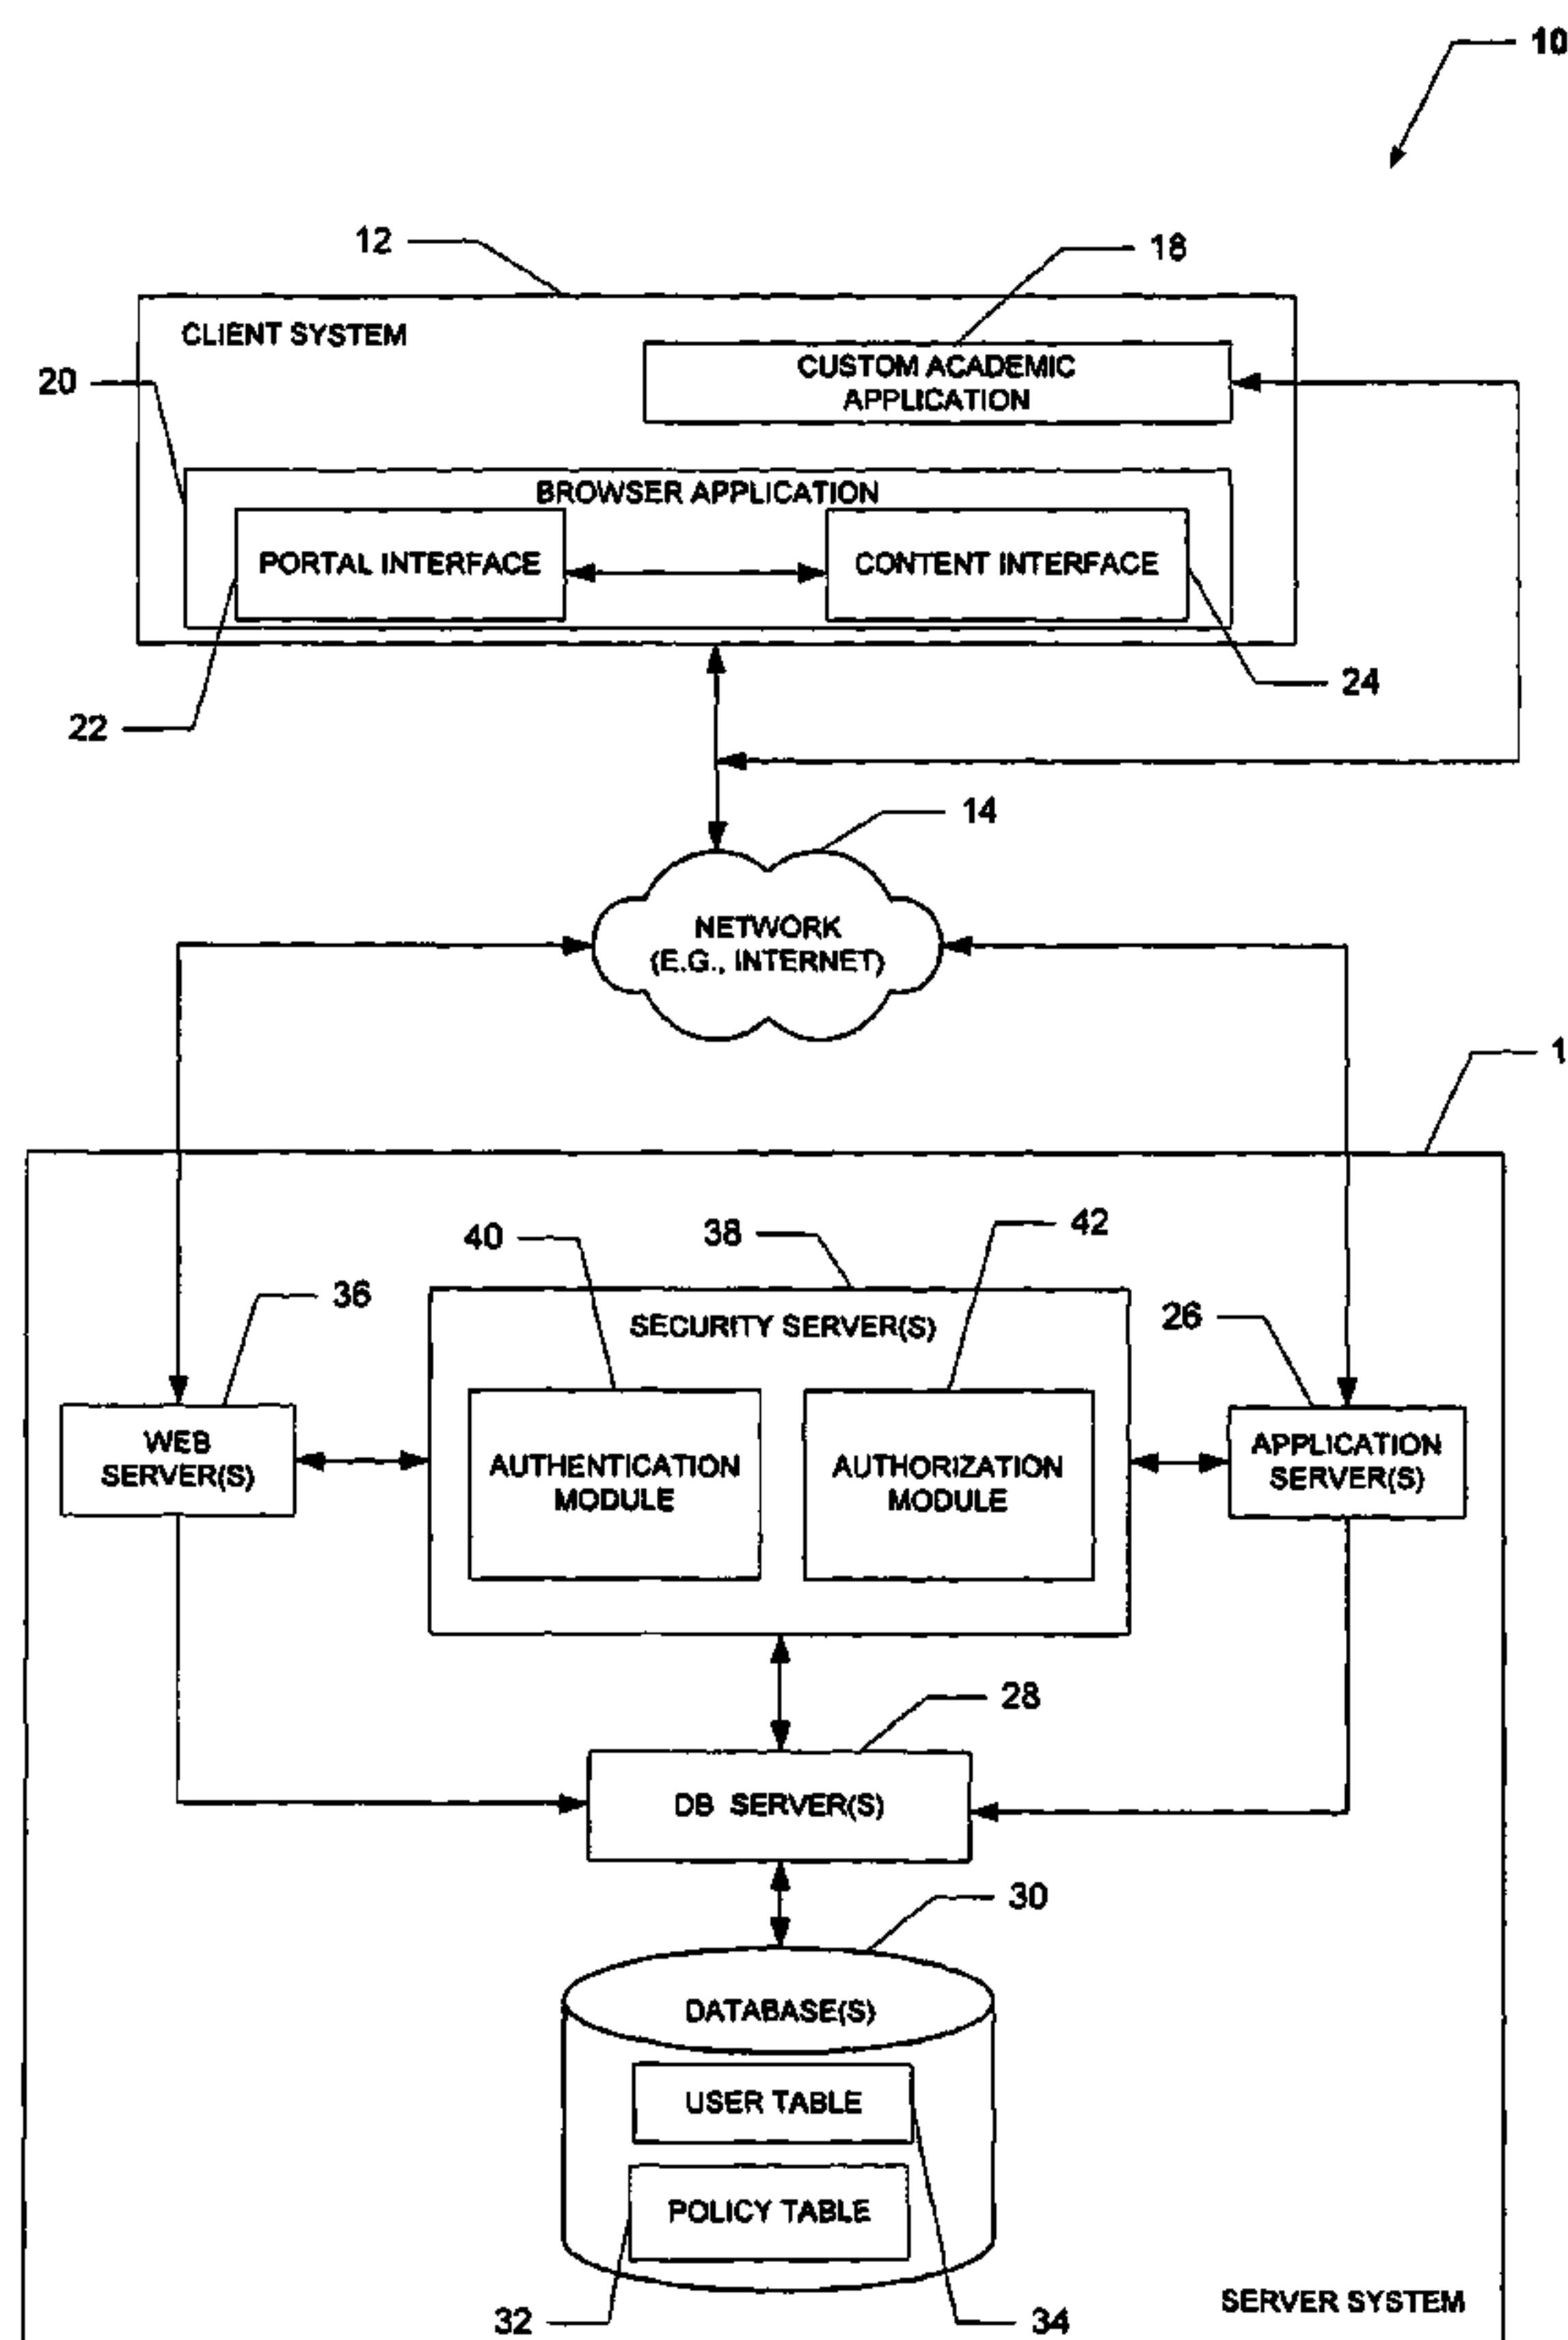 10
12
18
CLIENT SYSTEM
CUSTOM ACADEMIC
APPLICATION
20
BROWSER APPLICATION
PORTAL INTERFACE
CONTENT INTERFACE
22
24
14
NETWORK
(E.G., INTERNET)
1
40
38
42
36
26
SECURITY SERVER(S)
WEB
SERVER(S)
AUTHENTICATION
MODULE
AUTHORIZATION
MODULE
APPLICATION
SERVER(S)
28
DB SERVER(S)
30
DATABASE(S)
USER TABLE
POLICY TABLE
32
34
SERVER SYSTEM